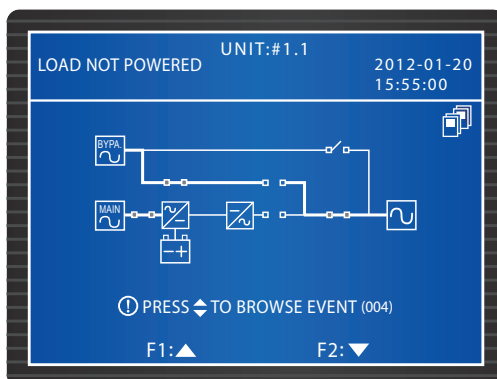 UNIT:#1.1
LOAD NOT POWERED
2012-01-20
15:55:00
BYPA.
MAIN
PRESS TO BROWSE EVENT (004)
F1: F2: